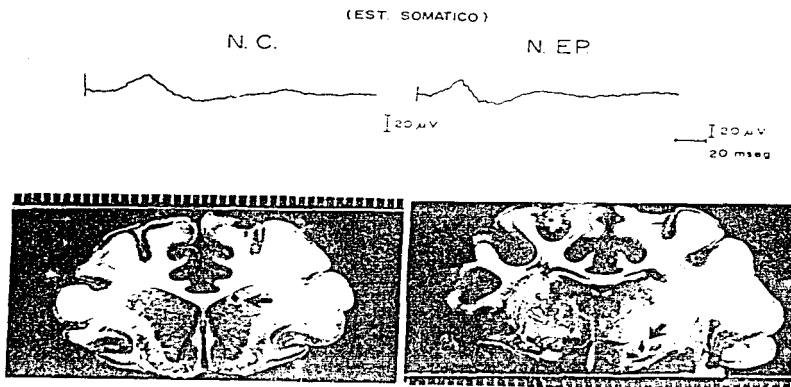 (EST. SOMATICO)
N. C.
N. EP.
20 µV
20 µV
20 mseg